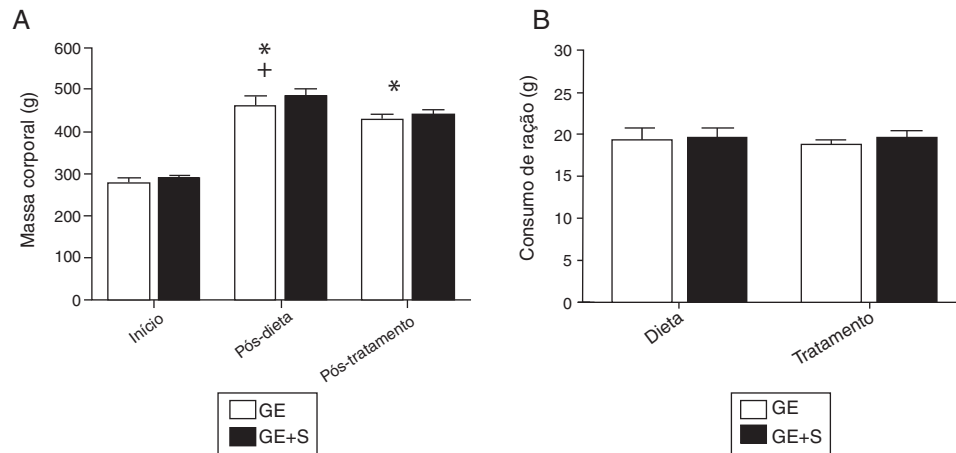 A
Massa corporal (g)
600
500
400
300
200
100
0
*
+
*
Início
Pós-dieta
Pós-tratamento
GE
GE+S
B
Consumo de ração (g)
30
25
20
15
10
5
0
Dieta
Tratamento
GE
GE+S